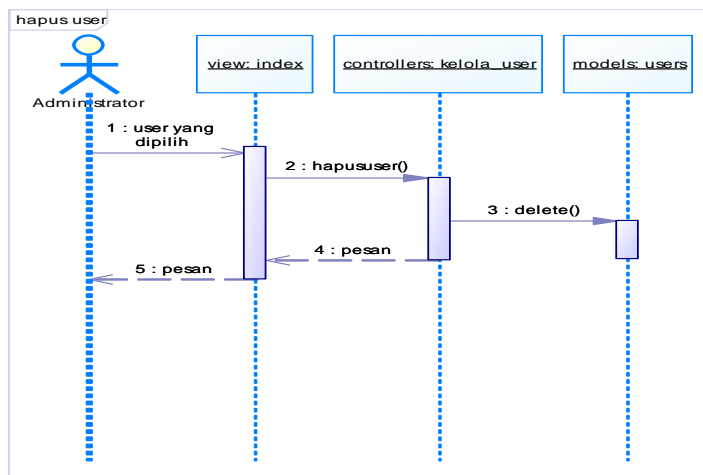 hapus user
view: index
controllers: kelola_user
models: users
Administrator
1 : user yang
dipilih
2 : hapususer()
3 : delete()
4 : pesan
5 : pesan